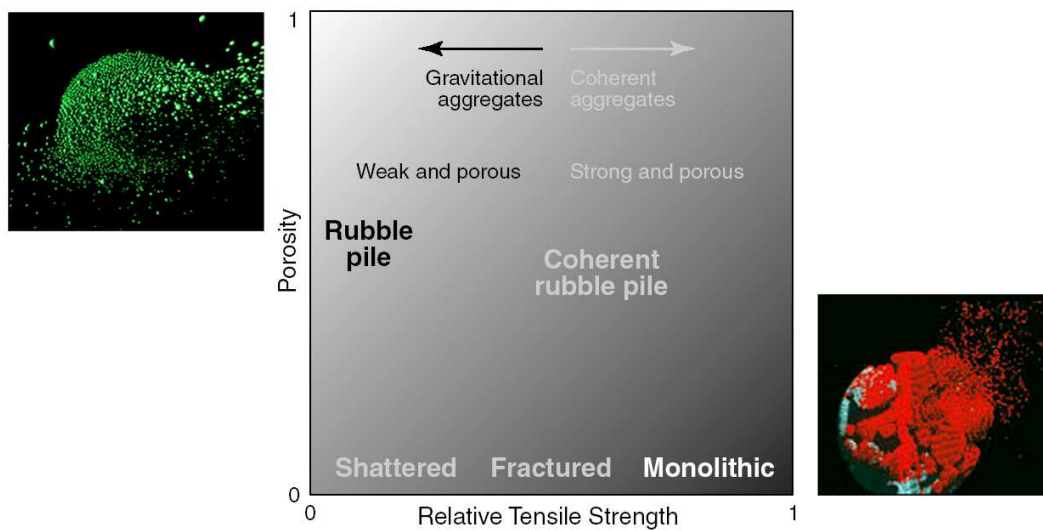 1
Gravitational
aggregates
Coherent
aggregates
Weak and porous
Strong and porous
Rubble
pile
Coherent
rubble pile
Porosity
Shattered
Fractured
Monolithic
0
0
Relative Tensile Strength
1